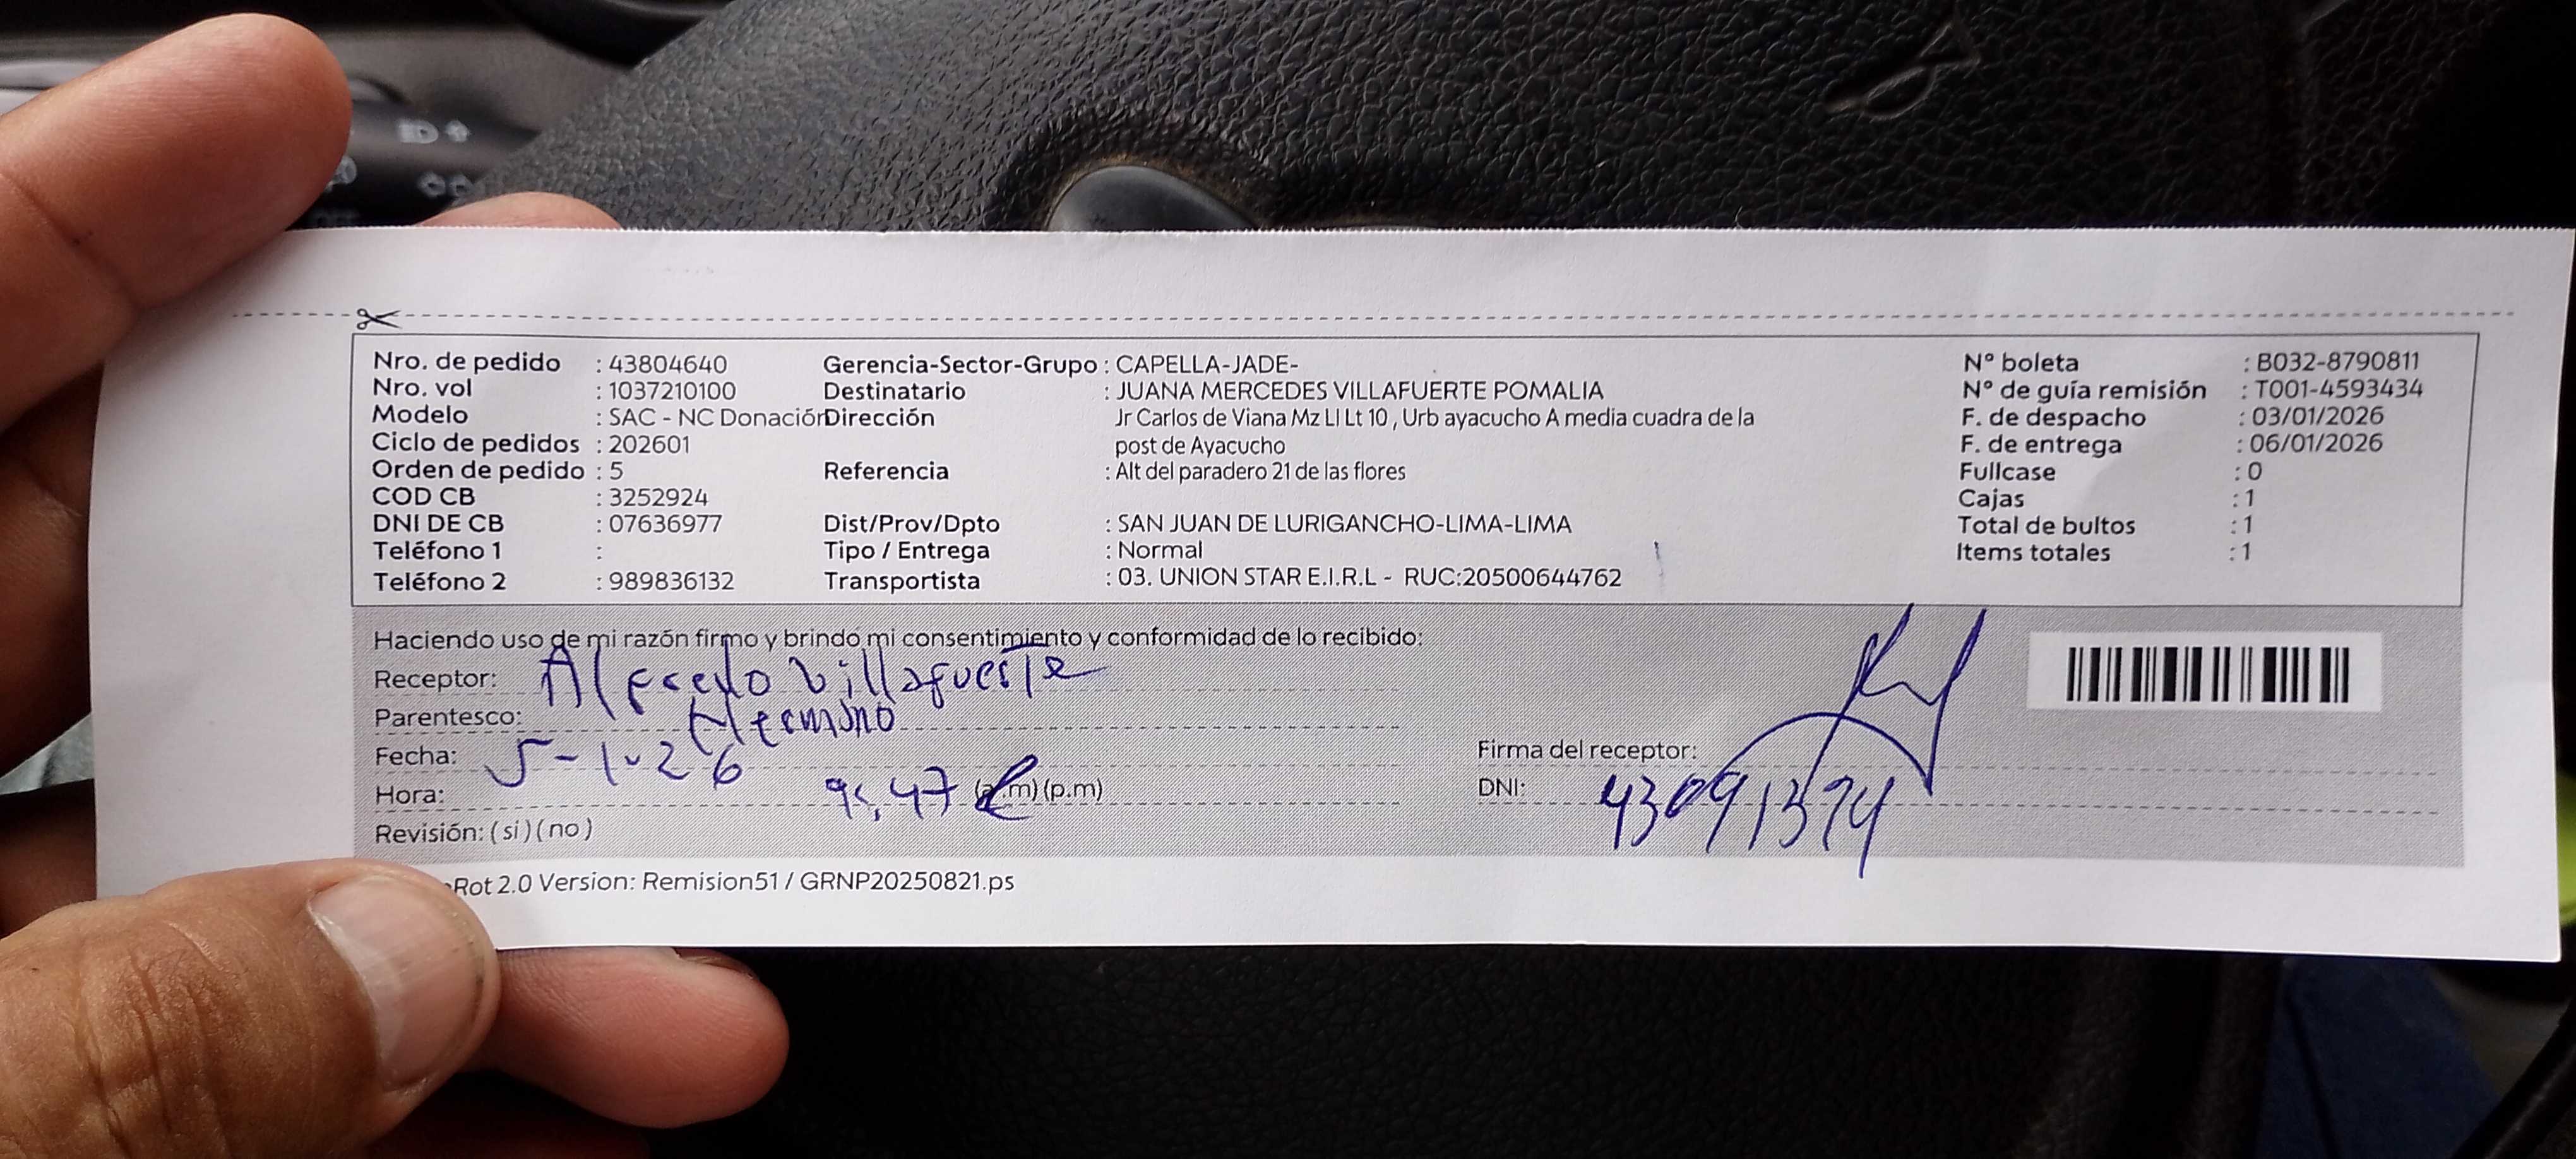 Nro. de pedido : 43804640
Nro. vol : 1037210100
Modelo : SAC - NC Donación
Ciclo de pedidos : 202601
Orden de pedido : 5
COD CB : 3252924
DNI DE CB : 07636977
Teléfono 1 :
Teléfono 2 : 989836132
Gerencia-Sector-Grupo : CAPELLA-JADE-
Destinatario : JUANA MERCEDES VILLAFUERTE POMALIA
Dirección Jr Carlos de Viana Mz Ll Lt 10 , Urb ayacucho A media cuadra de la
post de Ayacucho
Referencia : Alt del paradero 21 de las flores
Dist/Prov/Dpto : SAN JUAN DE LURIGANCHO-LIMA-LIMA
Tipo / Entrega : Normal
Transportista : 03. UNION STAR E.I.R.L - RUC:20500644762
N° boleta : B032-8790811
N° de guía remisión : T001-4593434
F. de despacho : 03/01/2026
F. de entrega : 06/01/2026
Fullcase : 0
Cajas : 1
Total de bultos : 1
Items totales : 1
Haciendo uso de mi razón firmo y brindo mi consentimiento y conformidad de lo recibido:
Receptor: Alfredo Villafuerte
Parentesco: Hermano
Fecha: 5-1-26
Hora: 47 (a.m) (p.m)
Revisión: (si) (no)
Firma del receptor:
DNI: 43091374
Rot 2.0 Version: Remision51 / GRNP20250821.ps